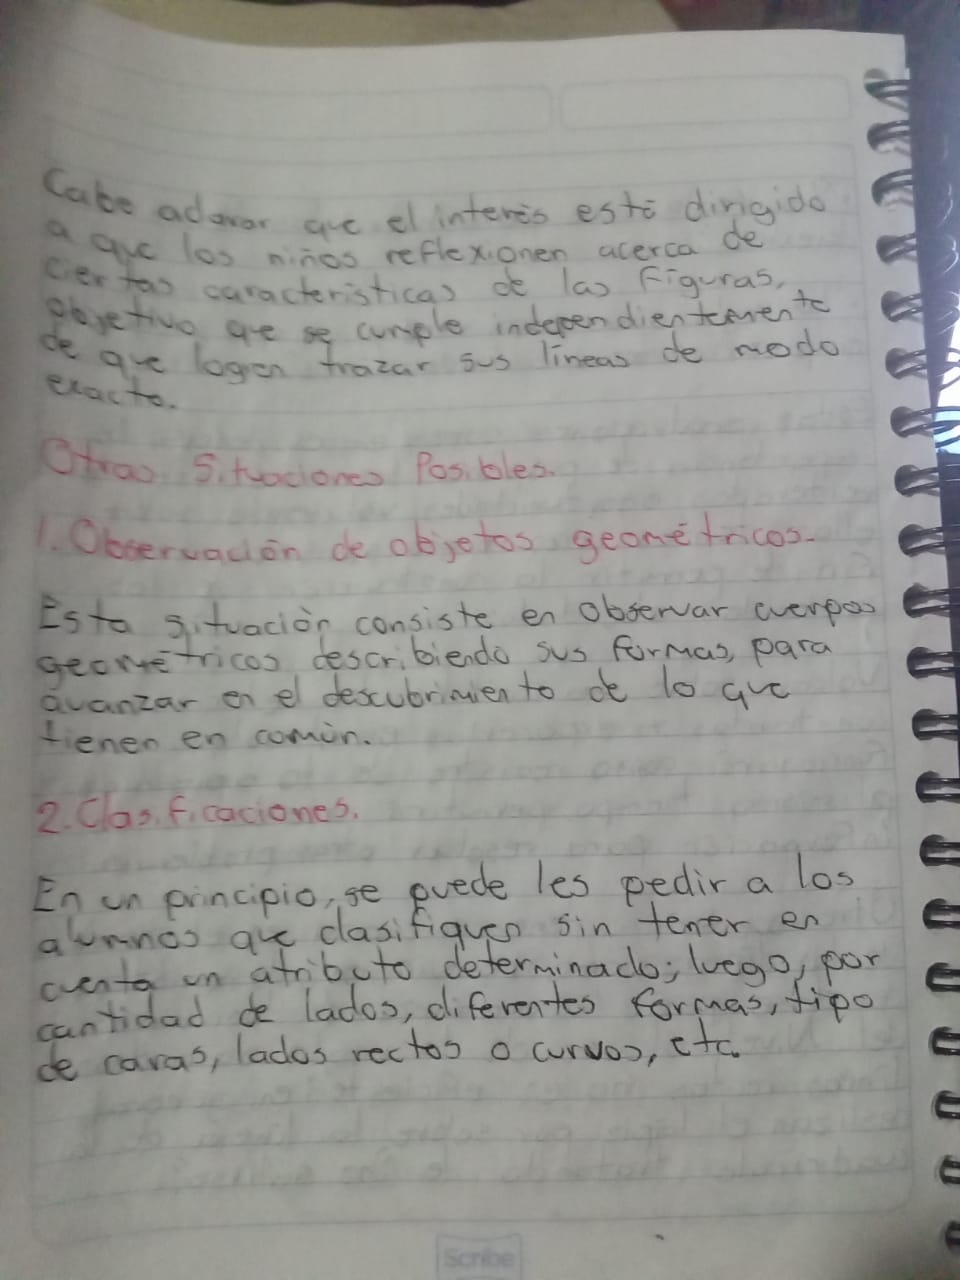 Cabe aclarar que el interés esté dirigido
a que los niños reflexionen acerca de
ciertas características de las Figuras,
objetivo que se cumple independientemente
de que logren trazar sus líneas de modo
exacto.
Otras Situaciones Posibles.
1. Observación de objetos geométricos.
Esta situación consiste en observar cuerpos
geométricos describiendo sus formas, para
avanzar en el descubrimiento de lo que
tienen en común.
2. Clasificaciones.
En un principio, se puede les pedir a los
alumnos que clasifiquen sin tener en
cuenta un atributo determinado; luego, por
cantidad de lados, diferentes formas, tipo
de caras, lados rectos o curvos, etc.
Scribe